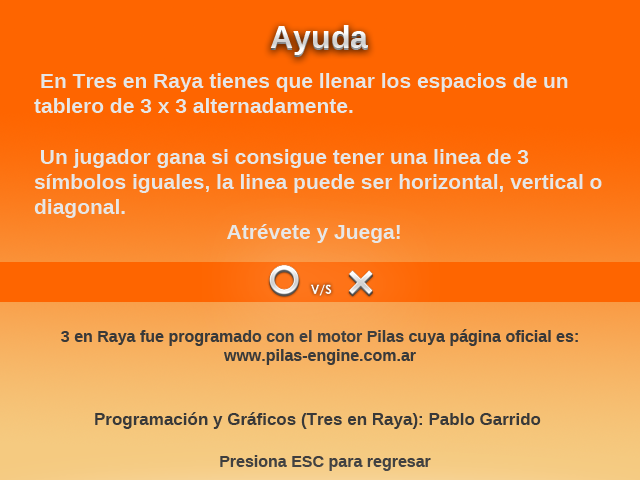 Ayuda
En Tres en Raya tienes que llenar los espacios de un
tablero de 3 x 3 alternadamente.
Un jugador gana si consigue tener una linea de 3
símbolos iguales, la linea puede ser horizontal, vertical o
diagonal.
Atrévete y Juega!
O V/S X
3 en Raya fue programado con el motor Pilas cuya página oficial es:
www.pilas-engine.com.ar
Programación y Gráficos (Tres en Raya): Pablo Garrido
Presiona ESC para regresar